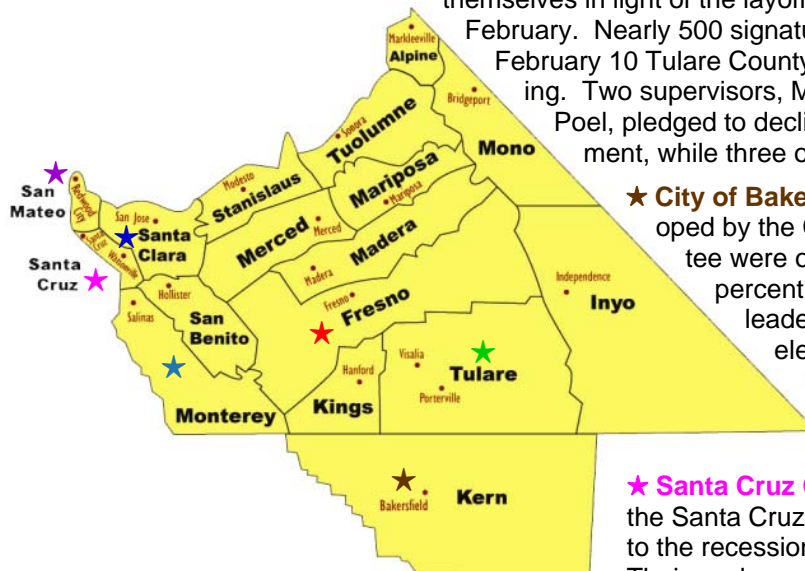 themselves in light of the layoff
February. Nearly 500 signatu
February 10 Tulare County
ing. Two supervisors, M
Poel, pledged to decli
ment, while three o
★ City of Bake
oped by the C
tee were o
percent
leade
ele
★ Santa Cruz C
the Santa Cruz
to the recession
Markleeville
Alpine
Bridgeport
Mono
Sonora
Tuolumne
Modesto
Stanislaus
Mariposa
Mariposa
San
Mateo
Redwood
City
San Jose
Santa
Clara
Merced
Merced
Madera
Madera
Santa
Cruz
Santa
Cruz
Watsonville
Hollister
San
Benito
Salinas
Fresno
Fresno
Independence
Inyo
Monterey
Hanford
Kings
Visalia
Tulare
Porterville
Bakersfield
Kern